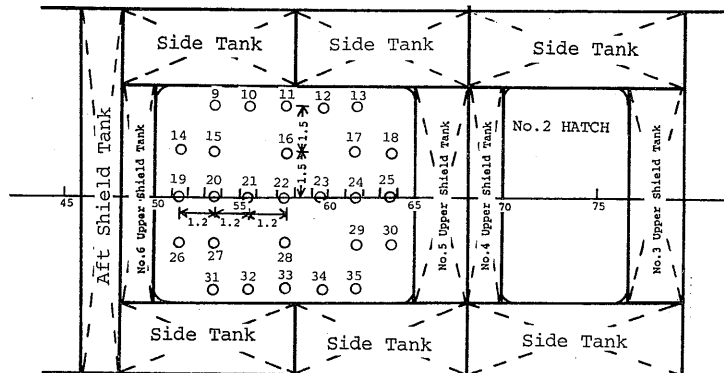 Side Tank Side Tank Side Tank
9 10 11 12 13
1.5
No.2 HATCH
14 15 16 17 18
1.5
19 20 21 22 23 24 25
45 50 55 60 65 70 75
1.2 1.2 1.2
26 27 28 29 30
31 32 33 34 35
Aft Shield Tank
No.6 Upper Shield Tank
No.5 Upper Shield Tank
No.4 Upper Shield Tank
No.3 Upper Shield Tank
Side Tank Side Tank Side Tank